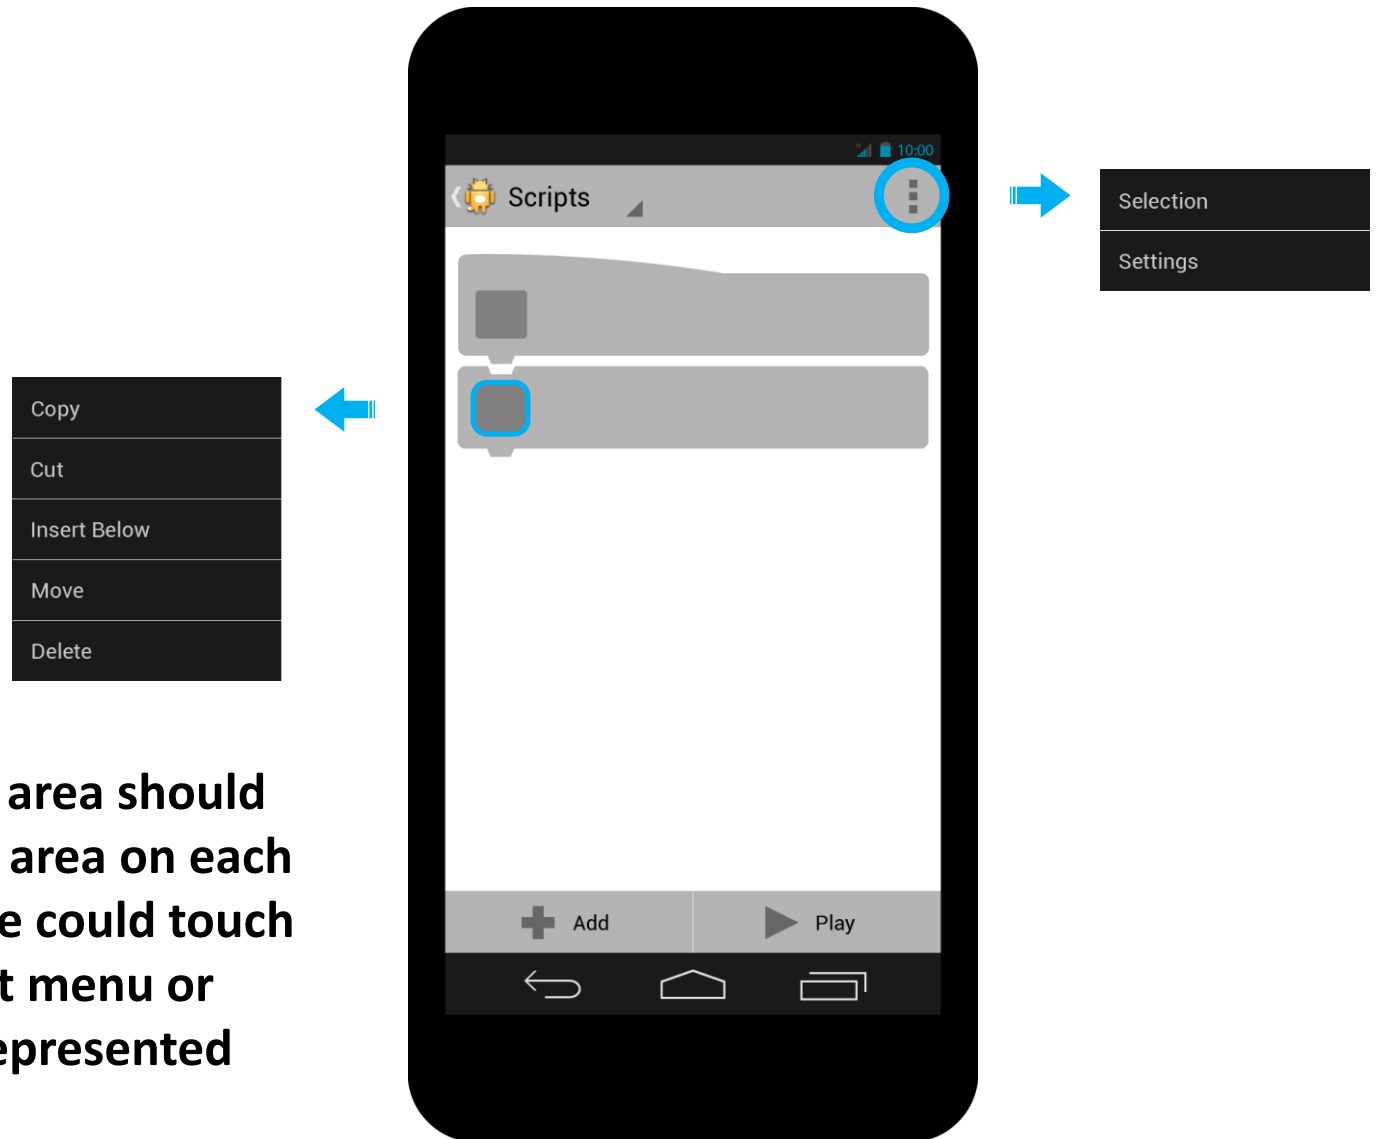 10:00
Scripts
Selection
Settings
Copy
Cut
Insert Below
Move
Delete
area should
area on each
e could touch
t menu or
epresented
Add
Play